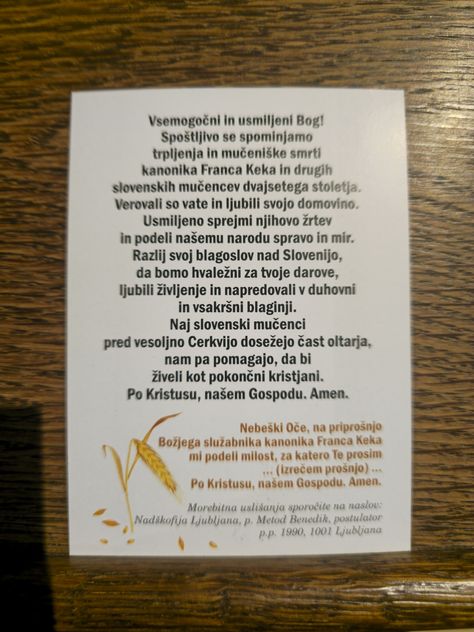 Vsemogočni in usmiljeni Bog!
Spoštljivo se spominjamo
trpljenja in mučeniške smrti
kanonika Franca Keka in drugih
slovenskih mučencev dvajsetega stoletja.
Verovali so vate in ljubili svojo domovino.
Usmiljeno sprejmi njihovo žrtev
in podeli našemu narodu spravo in mir.
Razlij svoj blagoslov nad Slovenijo,
da bomo hvaležni za tvoje darove,
ljubili življenje in napredovali v duhovni
in vsakršni blaginji.
Naj slovenski mučenci
pred vesoljno Cerkvijo dosežejo čast oltarja,
nam pa pomagajo, da bi
živeli kot pokončni kristjani.
Po Kristusu, našem Gospodu. Amen.
Nebeški Oče, na priprošnjo
Božjega služabnika kanonika Franca Keka
mi podeli milost, za katero Te prosim
... (izrečem prošnjo) ...
Po Kristusu, našem Gospodu. Amen.
Morebitna uslišanja sporočite na naslov:
Nadškofija Ljubljana, p. Metod Benedik, postulator
p.p. 1990, 1001 Ljubljana